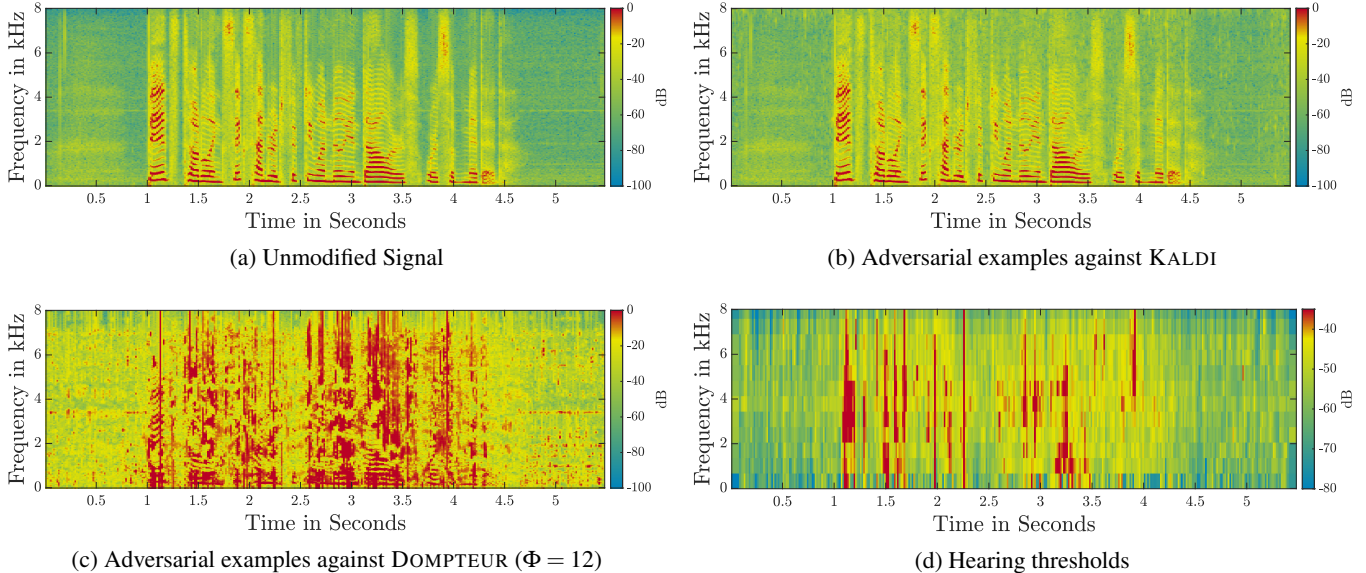 8
6
4
2
0
Frequency in kHz
0.5 1 1.5 2 2.5 3 3.5 4 4.5 5
Time in Seconds
0
-20
-40
-60
-80
-100
dB
(a) Unmodified Signal
8
6
4
2
0
Frequency in kHz
0.5 1 1.5 2 2.5 3 3.5 4 4.5 5
Time in Seconds
0
-20
-40
-60
-80
-100
dB
(b) Adversarial examples against KALDI
8
6
4
2
0
Frequency in kHz
0.5 1 1.5 2 2.5 3 3.5 4 4.5 5
Time in Seconds
0
-20
-40
-60
-80
-100
dB
(c) Adversarial examples against DOMPTEUR (Φ = 12)
8
6
4
2
0
Frequency in kHz
0.5 1 1.5 2 2.5 3 3.5 4 4.5 5
Time in Seconds
-40
-50
-60
-70
-80
dB
(d) Hearing thresholds